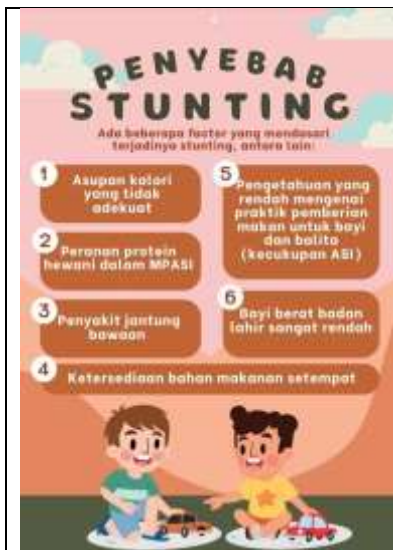 PENYEBAB
STUNTING
Ada beberapa factor yang mendasari
terjadinya stunting, antara lain:
1
Asupan kalori
yang tidak
adekuat
2
Peranan protein
hewani dalam MPASI
3
Penyakit jantung
bawaan
4
Ketersediaan bahan makanan setempat
5
Pengetahuan yang
rendah mengenai
praktik pemberian
makan untuk bayi
dan balita
(kecukupan ASI)
6
Bayi berat badan
lahir sangat rendah